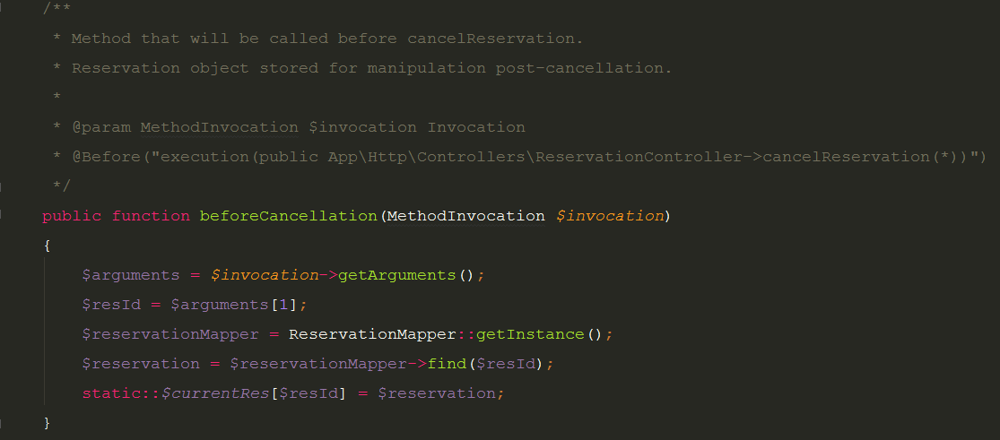 /**
 * Method that will be called before cancelReservation.
 * Reservation object stored for manipulation post-cancellation.
 *
 * @param MethodInvocation $invocation Invocation
 * @Before("execution(public App\Http\Controllers\ReservationController->cancelReservation(*))")
 */
public function beforeCancellation(MethodInvocation $invocation)
{
    $arguments = $invocation->getArguments();
    $resId = $arguments[1];
    $reservationMapper = ReservationMapper::getInstance();
    $reservation = $reservationMapper->find($resId);
    static::$currentRes[$resId] = $reservation;
}